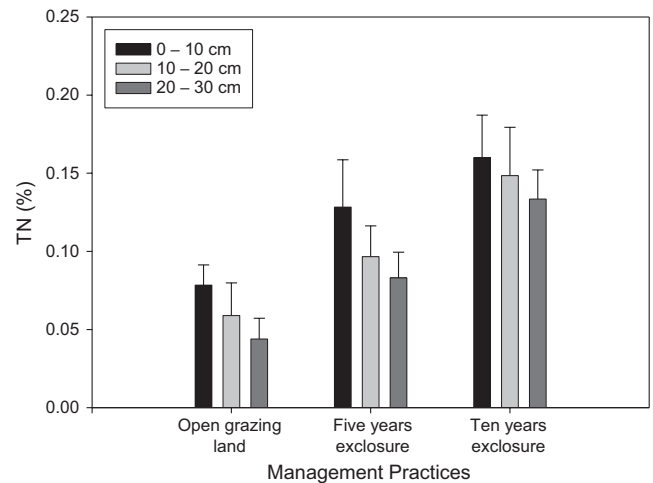 0.25
0.20
0.15
0.10
0.05
0.00
TN (%)
0 – 10 cm
10 – 20 cm
20 – 30 cm
Open grazing
land
Five years
exclosure
Ten years
exclosure
Management Practices